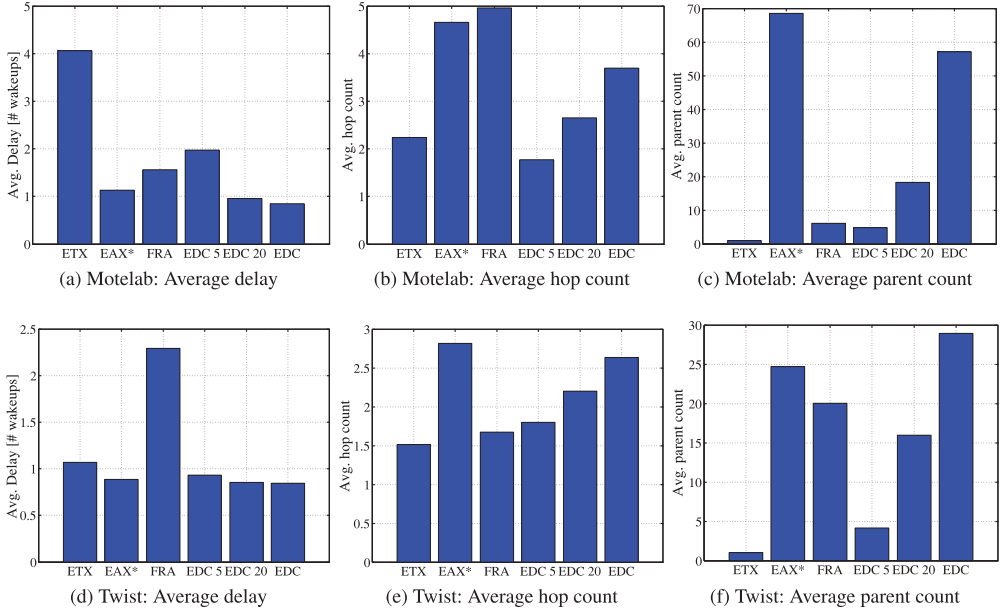 5
4
3
2
1
0
Avg. Delay [# wakeups]
ETX EAX* FRA EDC 5 EDC 20 EDC
(a) Motelab: Average delay
5
4
3
2
1
0
Avg. hop count
ETX EAX* FRA EDC 5 EDC 20 EDC
(b) Motelab: Average hop count
70
60
50
40
30
20
10
0
Avg. parent count
ETX EAX* FRA EDC 5 EDC 20 EDC
(c) Motelab: Average parent count
2.5
2
1.5
1
0.5
0
Avg. Delay [# wakeups]
ETX EAX* FRA EDC 5 EDC 20 EDC
(d) Twist: Average delay
3
2.5
2
1.5
1
0.5
0
Avg. hop count
ETX EAX* FRA EDC 5 EDC 20 EDC
(e) Twist: Average hop count
30
25
20
15
10
5
0
Avg. parent count
ETX EAX* FRA EDC 5 EDC 20 EDC
(f) Twist: Average parent count